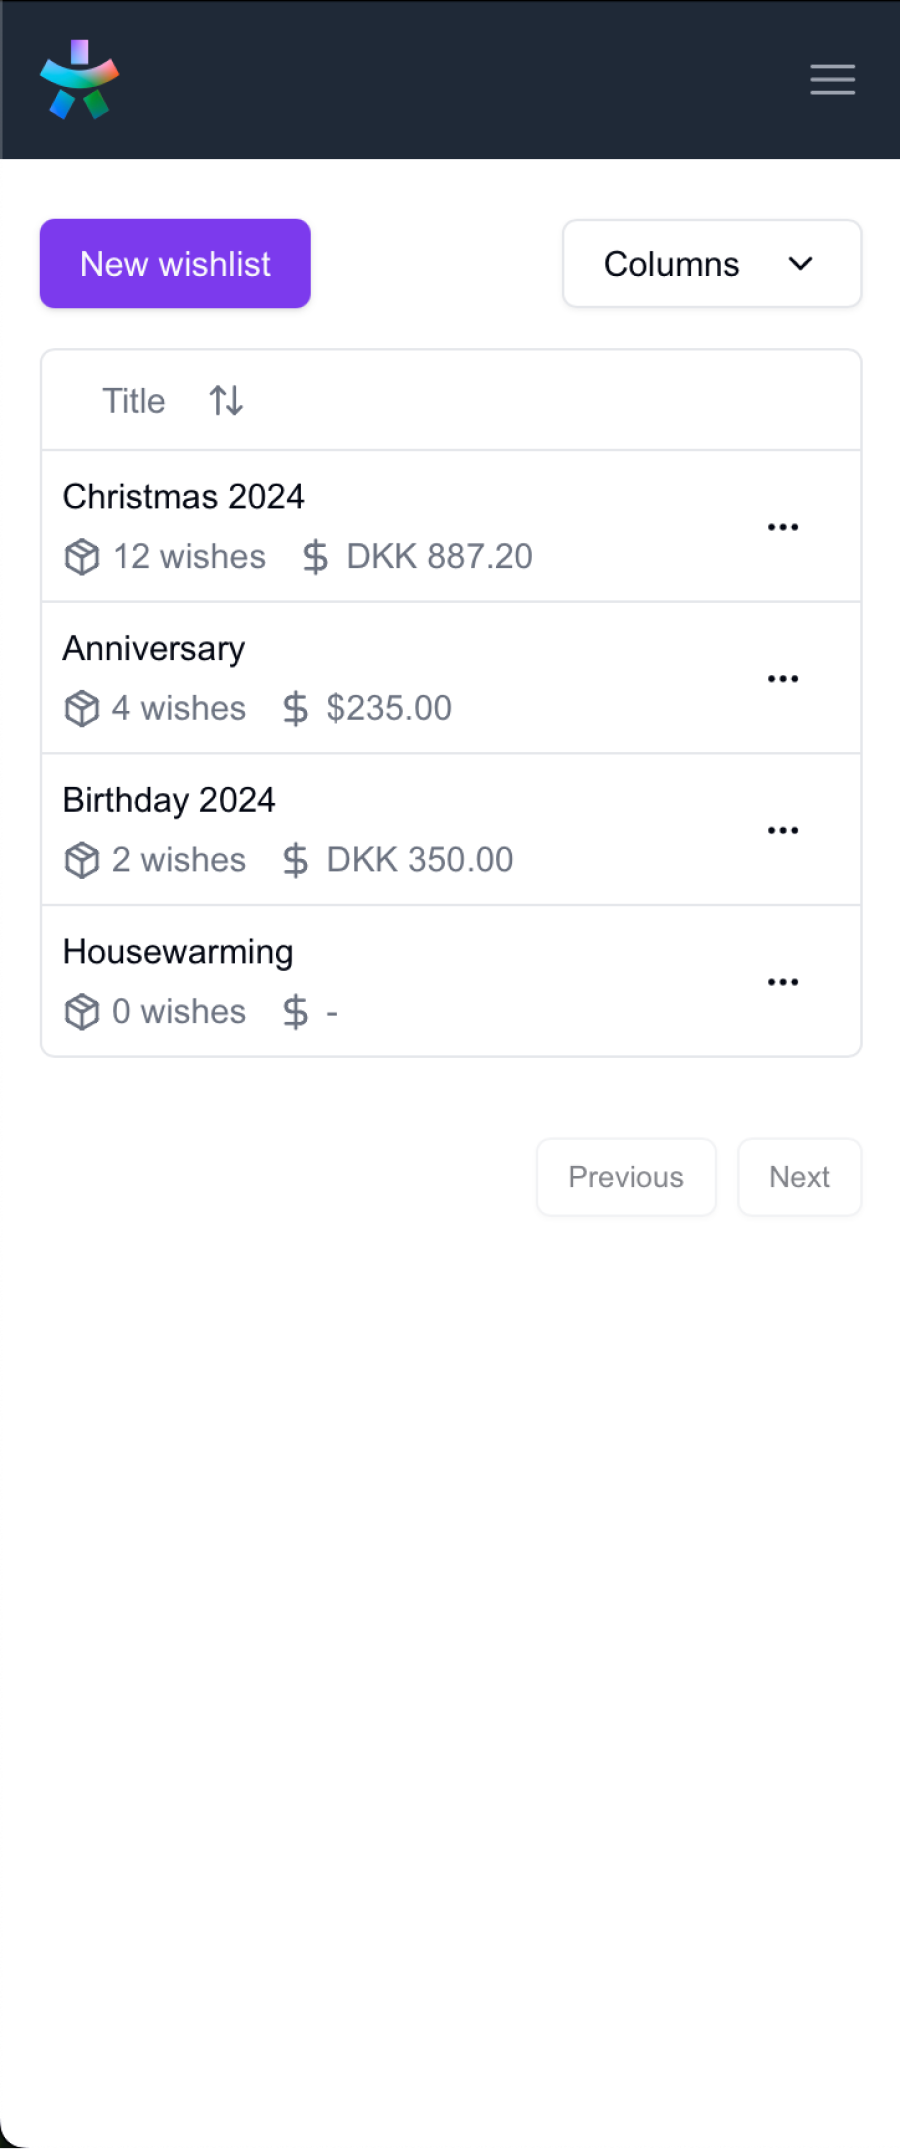 New wishlist
Columns
Title
Christmas 2024
12 wishes $ DKK 887.20
Anniversary
4 wishes $ $235.00
Birthday 2024
2 wishes $ DKK 350.00
Housewarming
0 wishes $ -
Previous
Next